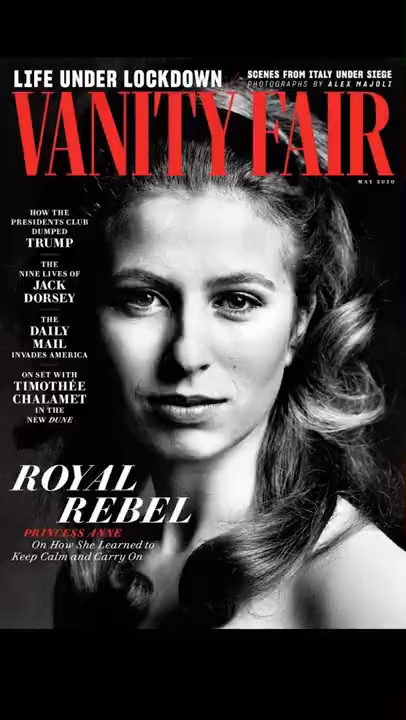 LIFE UNDER LOCKDOWN
SCENES FROM ITALY UNDER SIEGE
PHOTOGRAPHS BY ALEX MAJOLI
VANITY FAIR
MAY 2020
HOW THE
PRESIDENTS CLUB
DUMPED
TRUMP
THE
NINE LIVES OF
JACK
DORSEY
THE
DAILY
MAIL
INVADES AMERICA
ON SET WITH
TIMOTHÉE
CHALAMET
IN THE
NEW DUNE
ROYAL
REBEL
PRINCESS ANNE
On How She Learned to
Keep Calm and Carry On